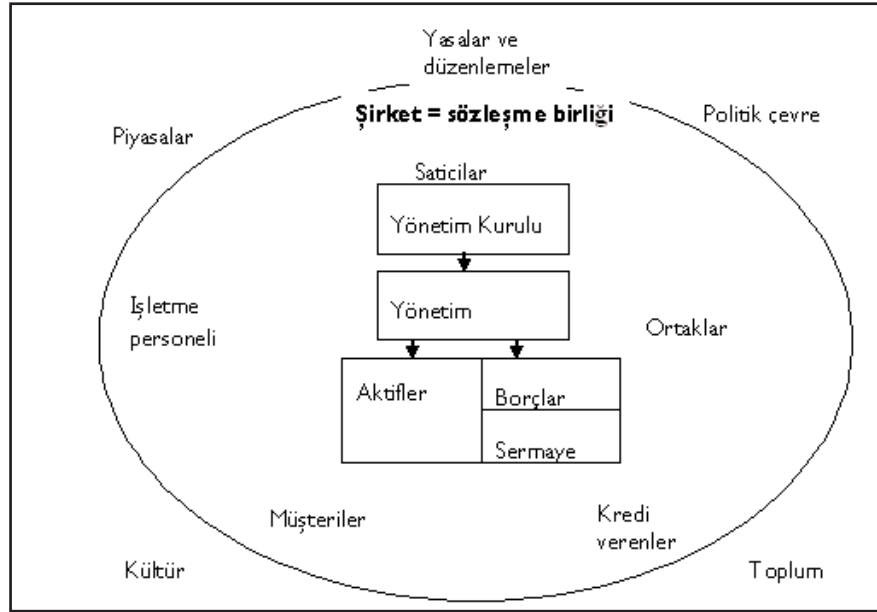 Yasalar ve
düzenlemeler
Şirket = sözleşme birliği
Politik çevre
Piyasalar
Saticilar
Yönetim Kurulu
Yönetim
Işletme
personeli
Ortaklar
Aktifler
Borçlar
Sermaye
Müşteriler
Kredi
verenler
Kültür
Toplum